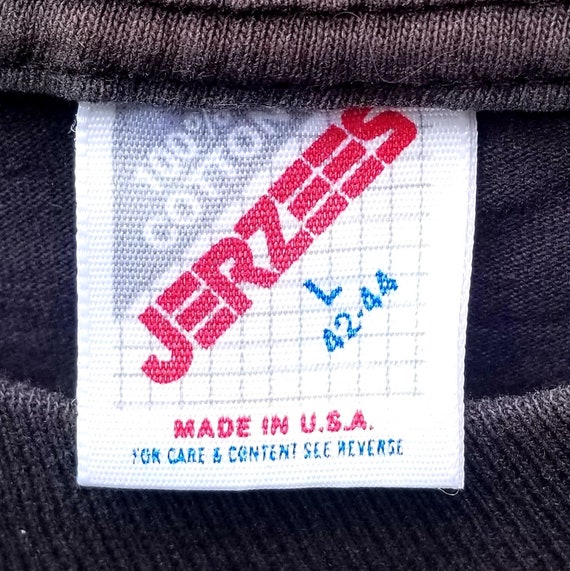 100%
COTTON
JERZEES
L
42-44
MADE IN U.S.A.
FOR CARE & CONTENT SEE REVERSE